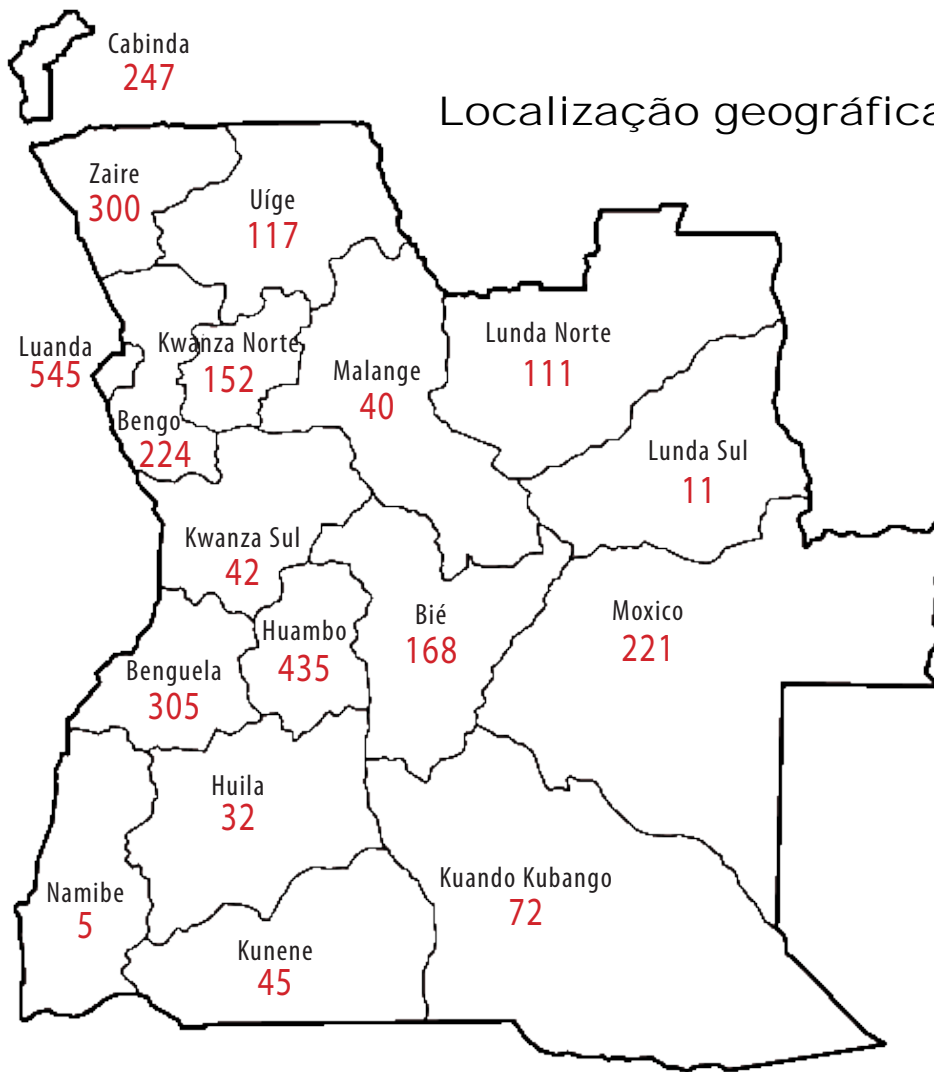 Cabinda
247
Localização geográfica
Zaire
300
Uíge
117
Luanda
545
Kwanza Norte
152
Malange
40
Lunda Norte
111
Bengo
224
Lunda Sul
11
Kwanza Sul
42
Huambo
435
Bié
168
Moxico
221
Benguela
305
Huila
32
Namibe
5
Kuando Kubango
72
Kunene
45